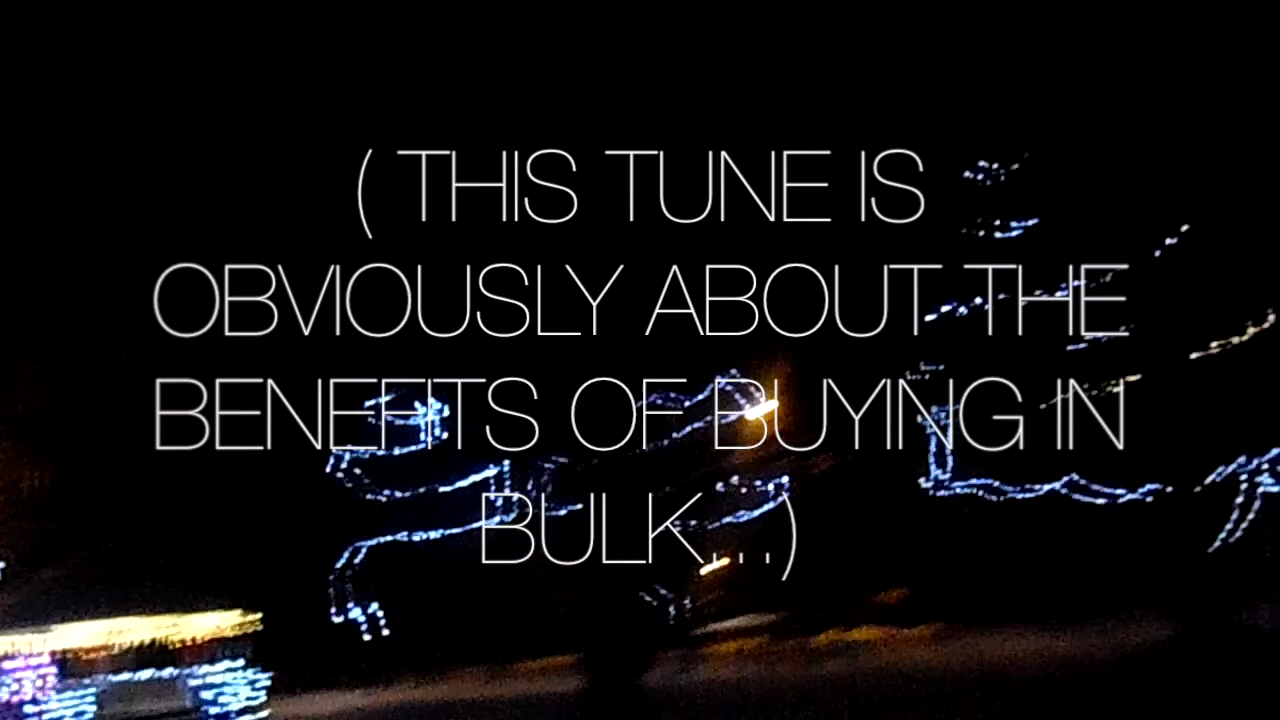 ( THIS TUNE IS
OBVIOUSLY ABOUT THE
BENEFITS OF BUYING IN
BULK...)